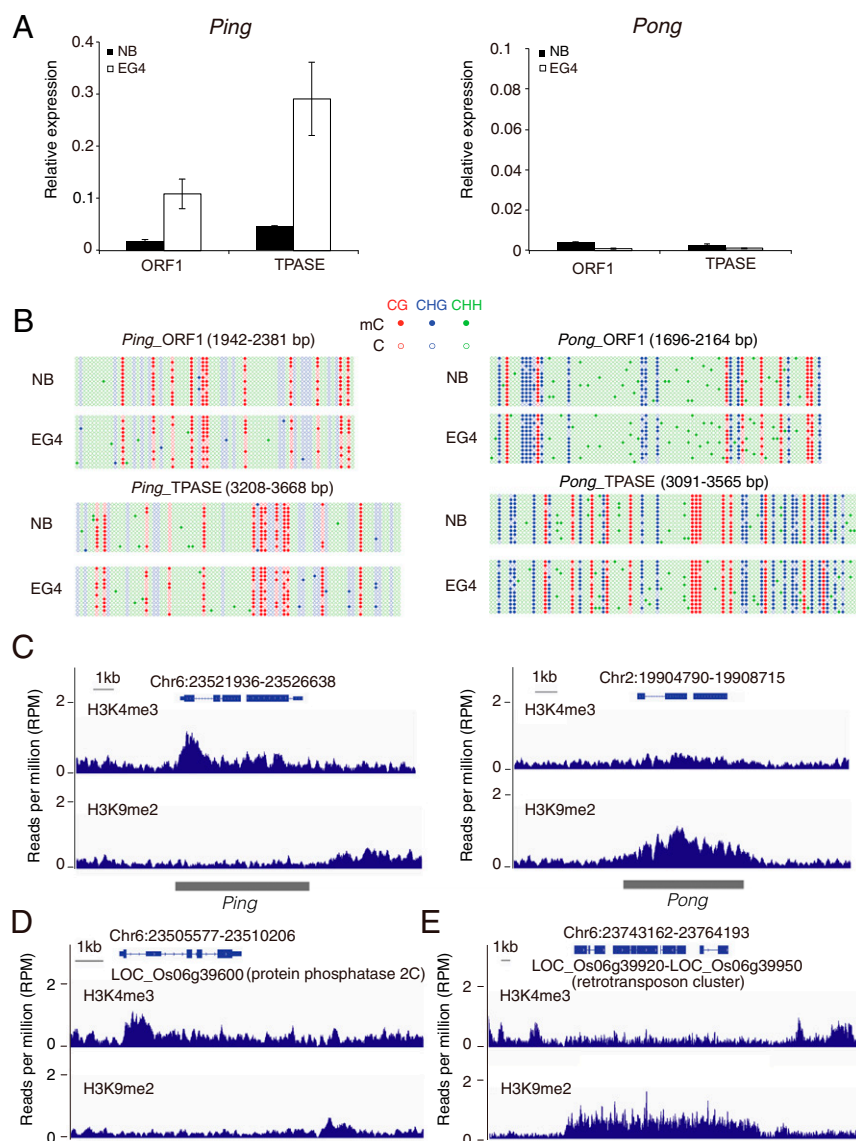 A
Ping
Pong
Relative expression
0.4
0.3
0.2
0.1
0
NB
EG4
ORF1
TPASE
Relative expression
0.1
0.08
0.06
0.04
0.02
0
NB
EG4
ORF1
TPASE
B
CG CHG CHH
mC
C
Ping_ORF1 (1942-2381 bp)
NB
EG4
Ping_TPASE (3208-3668 bp)
NB
EG4
Pong_ORF1 (1696-2164 bp)
NB
EG4
Pong_TPASE (3091-3565 bp)
NB
EG4
C
Reads per million (RPM)
1kb
Chr6:23521936-23526638
2
H3K4me3
0
2
H3K9me2
0
Ping
Reads per million (RPM)
1kb
Chr2:19904790-19908715
2
H3K4me3
0
2
H3K9me2
0
Pong
D
Reads per million (RPM)
Chr6:23505577-23510206
1kb
LOC_Os06g39600 (protein phosphatase 2C)
2
H3K4me3
0
2
H3K9me2
0
E
Reads per million (RPM)
Chr6:23743162-23764193
1kb
LOC_Os06g39920-LOC_Os06g39950
(retrotransposon cluster)
2
H3K4me3
0
2
H3K9me2
0